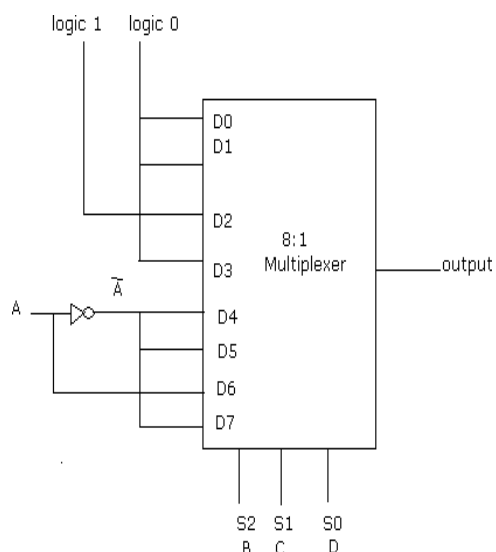 logic 1 logic 0
D0
D1
D2
8:1
Multiplexer
output
D3
A
A̅
D4
D5
D6
D7
S2 S1 S0
B C D